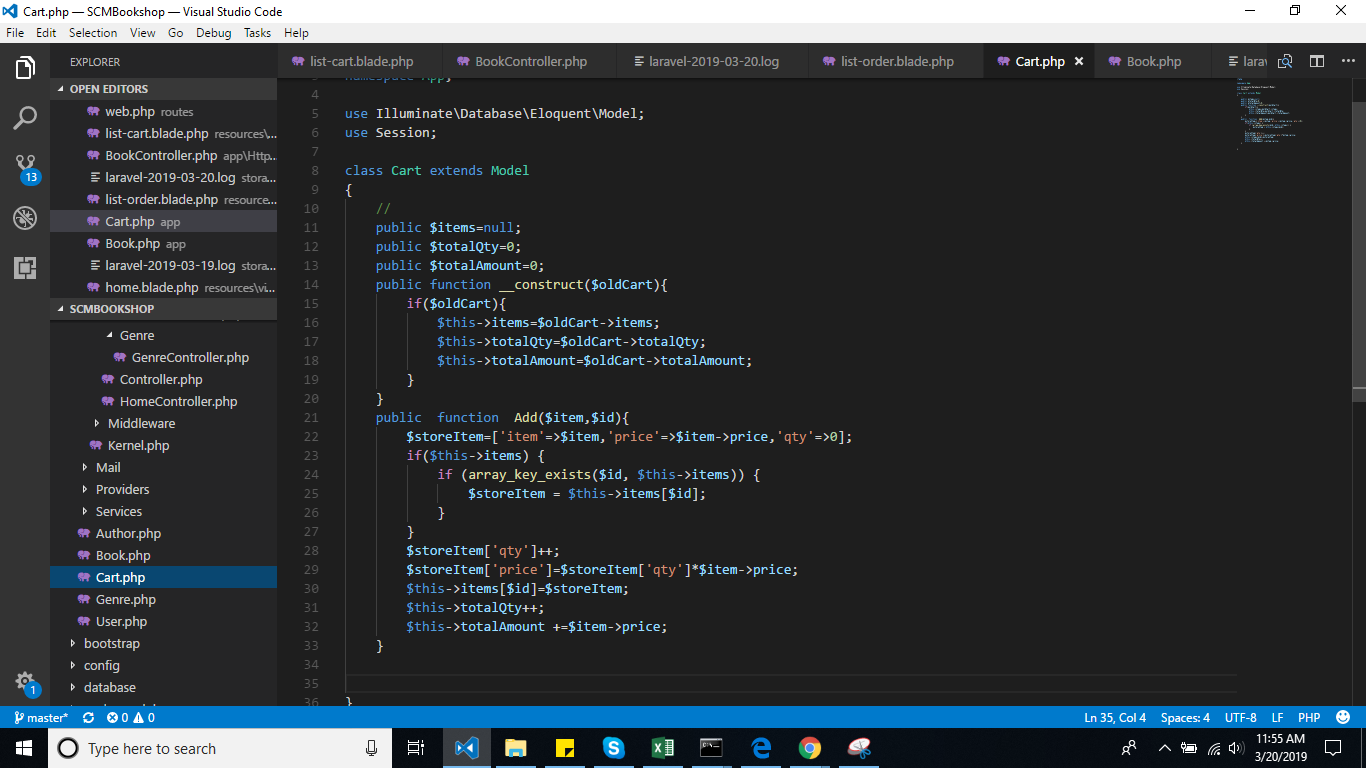 Cart.php — SCMBookshop — Visual Studio Code
File Edit Selection View Go Debug Tasks Help
EXPLORER
OPEN EDITORS
web.php routes
list-cart.blade.php resources\...
BookController.php app\Http...
laravel-2019-03-20.log stora...
list-order.blade.php resource...
Cart.php app
Book.php app
laravel-2019-03-19.log stora...
home.blade.php resources\vi...
SCMBOOKSHOP
Genre
GenreController.php
Controller.php
HomeController.php
Middleware
Kernel.php
Mail
Providers
Services
Author.php
Book.php
Cart.php
Genre.php
User.php
bootstrap
config
database
13
1
list-cart.blade.php BookController.php laravel-2019-03-20.log list-order.blade.php Cart.php Book.php larav
3 namespace App;
4
5 use Illuminate\Database\Eloquent\Model;
6 use Session;
7
8 class Cart extends Model
9 {
10 //
11 public $items=null;
12 public $totalQty=0;
13 public $totalAmount=0;
14 public function __construct($oldCart){
15 if($oldCart){
16 $this->items=$oldCart->items;
17 $this->totalQty=$oldCart->totalQty;
18 $this->totalAmount=$oldCart->totalAmount;
19 }
20 }
21 public  function  Add($item,$id){
22 $storeItem=['item'=>$item,'price'=>$item->price,'qty'=>0];
23 if($this->items) {
24 if (array_key_exists($id, $this->items)) {
25 $storeItem = $this->items[$id];
26 }
27 }
28 $storeItem['qty']++;
29 $storeItem['price']=$storeItem['qty']*$item->price;
30 $this->items[$id]=$storeItem;
31 $this->totalQty++;
32 $this->totalAmount +=$item->price;
33 }
34
35
36 }
master* 0 0 Ln 35, Col 4 Spaces: 4 UTF-8 LF PHP
Type here to search
11:55 AM
3/20/2019